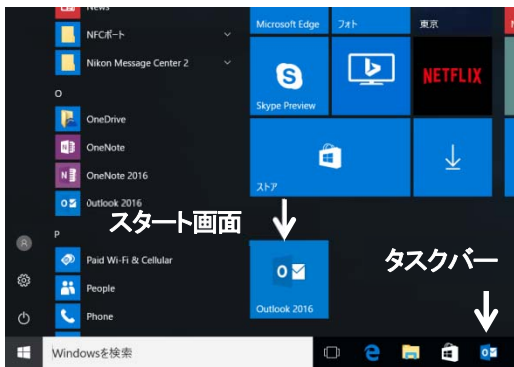 News
NFCポート
Nikon Message Center 2
O
OneDrive
OneNote
OneNote 2016
Outlook 2016
P
Paid Wi-Fi & Cellular
People
Phone
Microsoft Edge
フォト
東京
Skype Preview
NETFLIX
ストア
スタート画面
Outlook 2016
タスクバー
Windowsを検索